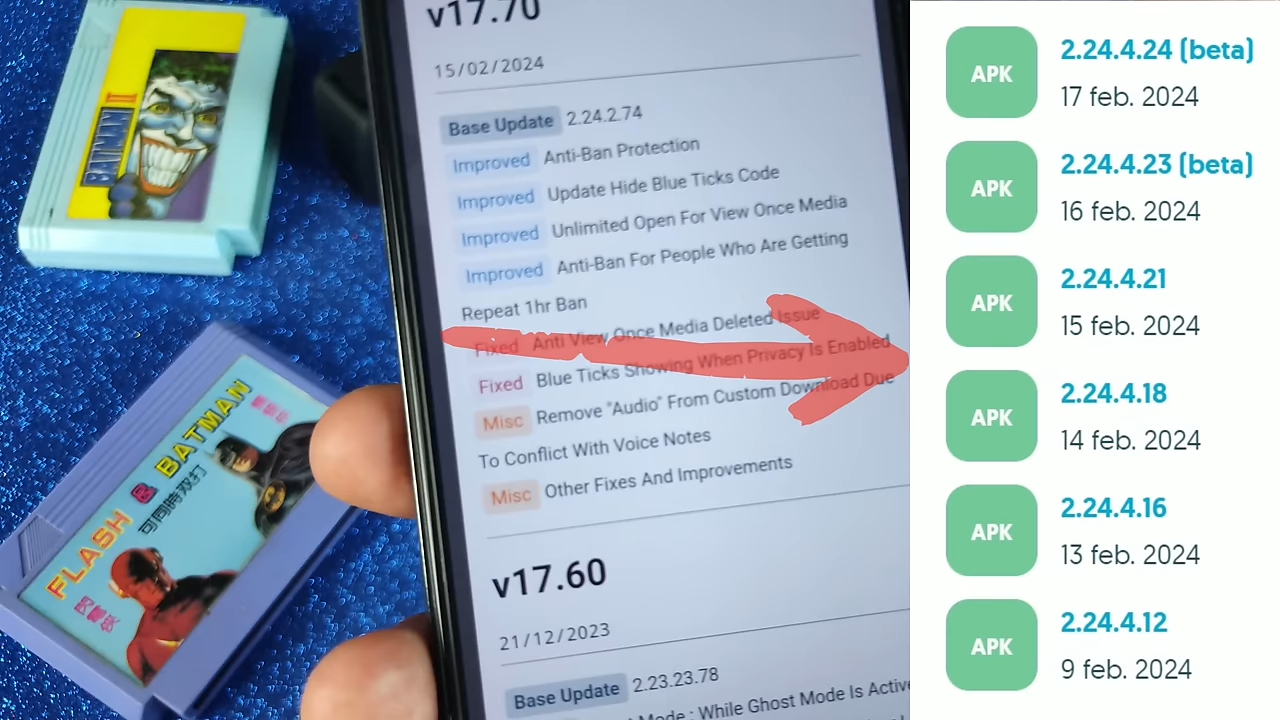 BATMAN II
FLASH & BATMAN
可同時双打
v17.70
15/02/2024
Base Update 2.24.2.74
Improved Anti-Ban Protection
Improved Update Hide Blue Ticks Code
Improved Unlimited Open For View Once Media
Improved Anti-Ban For People Who Are Getting
Repeat 1hr Ban
Fixed Anti View Once Media Deleted Issue
Fixed Blue Ticks Showing When Privacy Is Enabled
Misc Remove "Audio" From Custom Download Due
To Conflict With Voice Notes
Misc Other Fixes And Improvements
v17.60
21/12/2023
Base Update 2.23.23.78
Mode : While Ghost Mode Is Active
APK 2.24.4.24 (beta)
17 feb. 2024
APK 2.24.4.23 (beta)
16 feb. 2024
APK 2.24.4.21
15 feb. 2024
APK 2.24.4.18
14 feb. 2024
APK 2.24.4.16
13 feb. 2024
APK 2.24.4.12
9 feb. 2024